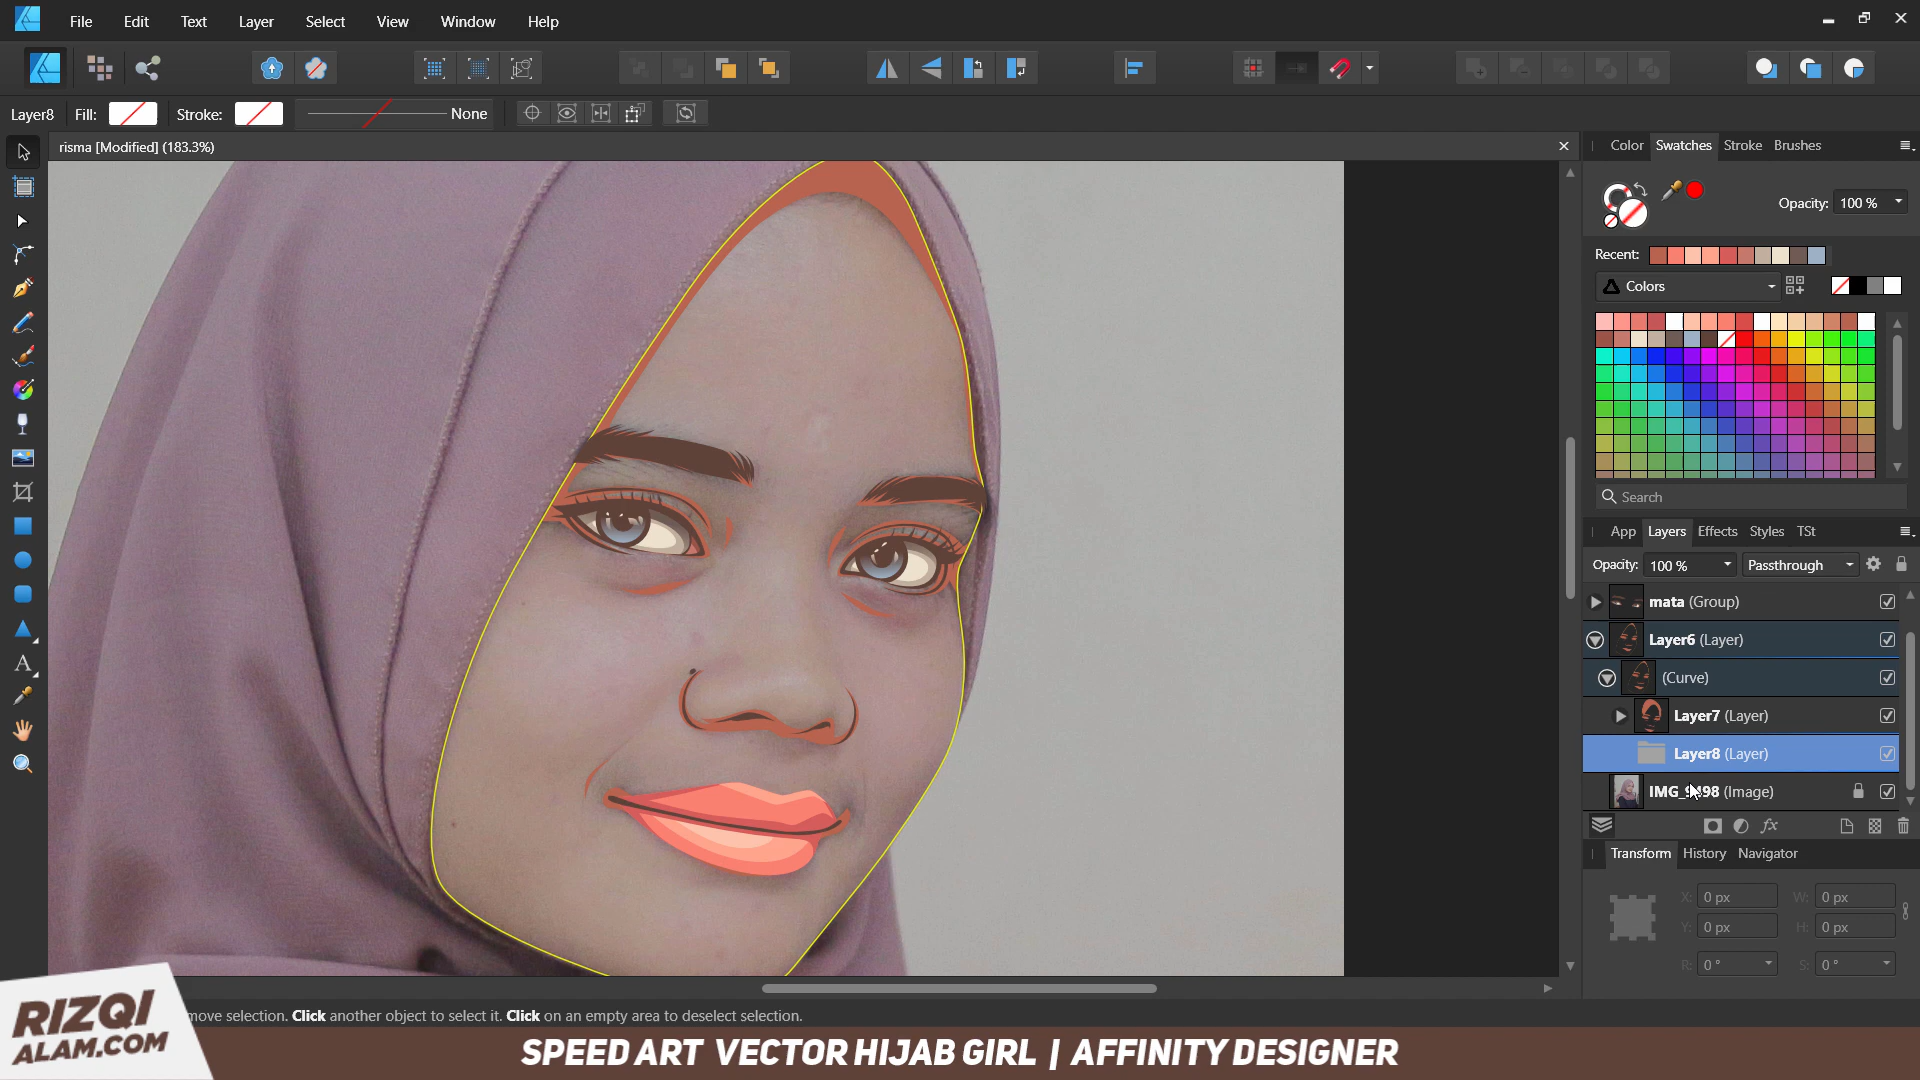 File Edit Text Layer Select View Window Help
Layer8 Fill: Stroke: None
risma [Modified] (183.3%)
Color Swatches Stroke Brushes
Opacity: 100 %
Recent:
Colors
Search
App Layers Effects Styles TSt
Opacity: 100 % Passthrough
mata (Group)
Layer6 (Layer)
(Curve)
Layer7 (Layer)
Layer8 (Layer)
(Image)
Transform History Navigator
X: 0 px W: 0 px
Y: 0 px H: 0 px
R: 0 ° S: 0 °
move selection. Click another object to select it. Click on an empty area to deselect selection.
RIZQI
ALAM.COM
SPEED ART VECTOR HIJAB GIRL | AFFINITY DESIGNER